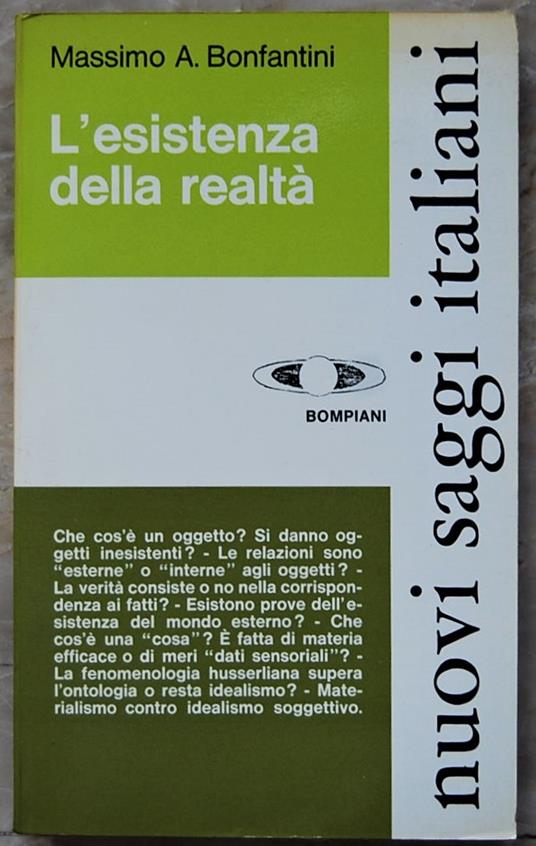 Massimo A. Bonfantini
L'esistenza
della realtà
nuovi saggi italiani
BOMPIANI
Che cos'è un oggetto? Si danno og-
getti inesistenti? - Le relazioni sono
"esterne" o "interne" agli oggetti? -
La verità consiste o no nella corrispon-
denza ai fatti? - Esistono prove dell'e-
sistenza del mondo esterno? - Che
cos'è una "cosa"? È fatta di materia
efficace o di meri "dati sensoriali"? -
La fenomenologia husserliana supera
l'ontologia o resta idealismo? - Mate-
rialismo contro idealismo soggettivo.